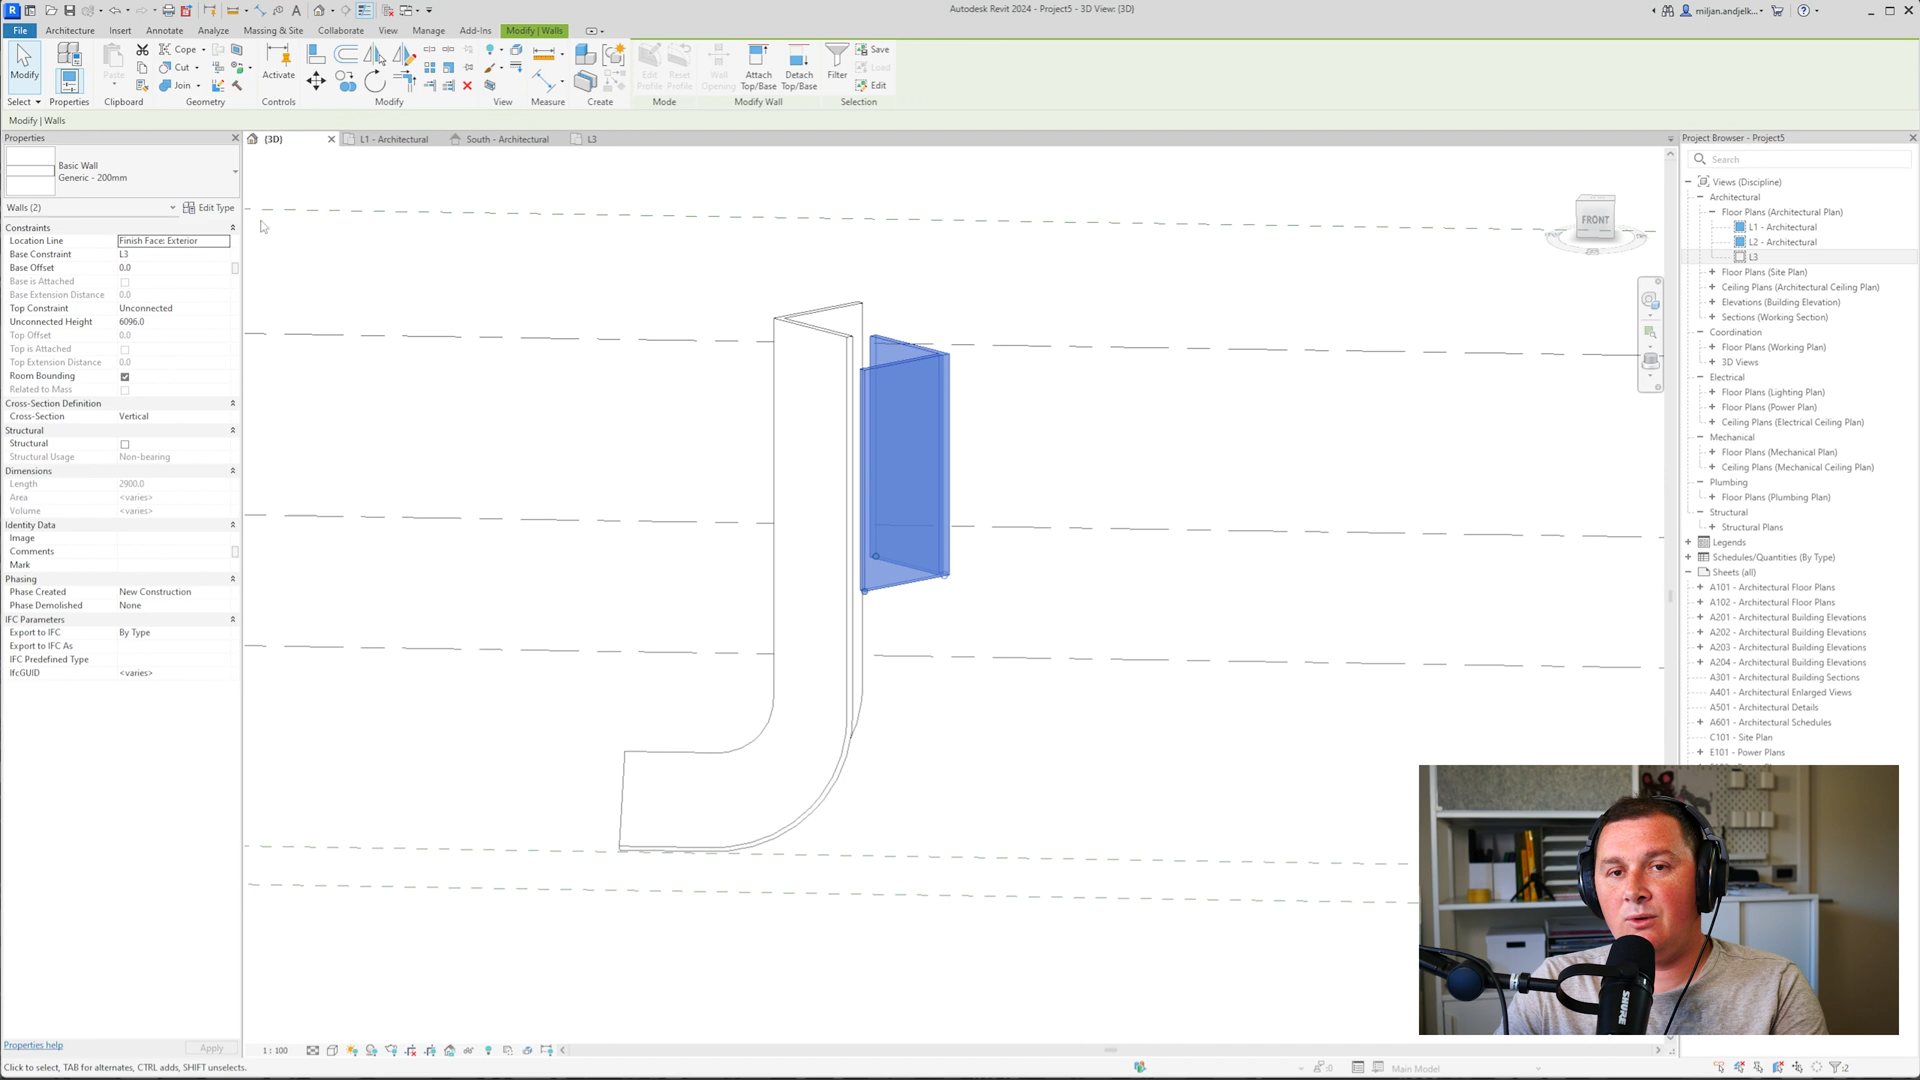 Autodesk Revit 2024 - Project5 - 3D View: {3D}
miljan.andjelk...
File
Architecture
Insert
Annotate
Analyze
Massing & Site
Collaborate
View
Manage
Add-Ins
Modify | Walls
Modify
Select
Properties
Paste
Cope
Cut
Join
Clipboard
Geometry
Activate
Controls
Modify
View
Measure
Create
Edit Profile
Reset Profile
Mode
Wall Opening
Attach Top/Base
Detach Top/Base
Modify Wall
Filter
Save
Load
Edit
Selection
Modify | Walls
Properties
Basic Wall
Generic - 200mm
Walls (2)
Edit Type
Constraints
Location Line Finish Face: Exterior
Base Constraint L3
Base Offset 0.0
Base is Attached
Base Extension Distance 0.0
Top Constraint Unconnected
Unconnected Height 6096.0
Top Offset 0.0
Top is Attached
Top Extension Distance 0.0
Room Bounding
Related to Mass
Cross-Section Definition
Cross-Section Vertical
Structural
Structural
Structural Usage Non-bearing
Dimensions
Length 2900.0
Area <varies>
Volume <varies>
Identity Data
Image
Comments
Mark
Phasing
Phase Created New Construction
Phase Demolished None
IFC Parameters
Export to IFC By Type
Export to IFC As
IFC Predefined Type
IfcGUID <varies>
Properties help
Apply
{3D}
L1 - Architectural
South - Architectural
L3
FRONT
Project Browser - Project5
Search
Views (Discipline)
Architectural
Floor Plans (Architectural Plan)
L1 - Architectural
L2 - Architectural
L3
Floor Plans (Site Plan)
Ceiling Plans (Architectural Ceiling Plan)
Elevations (Building Elevation)
Sections (Working Section)
Coordination
Floor Plans (Working Plan)
3D Views
Electrical
Floor Plans (Lighting Plan)
Floor Plans (Power Plan)
Ceiling Plans (Electrical Ceiling Plan)
Mechanical
Floor Plans (Mechanical Plan)
Ceiling Plans (Mechanical Ceiling Plan)
Plumbing
Floor Plans (Plumbing Plan)
Structural
Structural Plans
Legends
Schedules/Quantities (By Type)
Sheets (all)
A101 - Architectural Floor Plans
A102 - Architectural Floor Plans
A201 - Architectural Building Elevations
A202 - Architectural Building Elevations
A203 - Architectural Building Elevations
A204 - Architectural Building Elevations
A301 - Architectural Building Sections
A401 - Architectural Enlarged Views
A501 - Architectural Details
A601 - Architectural Schedules
C101 - Site Plan
E101 - Power Plans
SHURE
1 : 100
Click to select, TAB for alternates, CTRL adds, SHIFT unselects.
:0
Main Model
:2